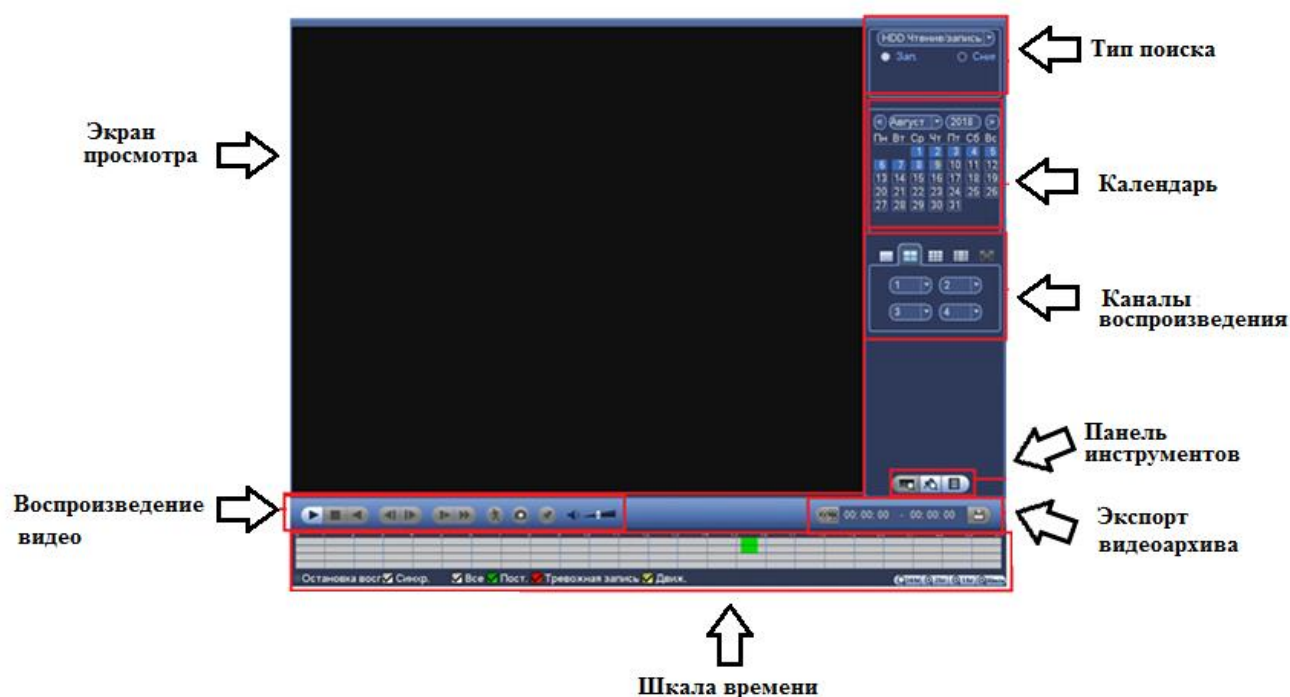 HDD Чтение/запись
Зап.
Тип поиска
Экран
просмотра
Август 2018
Пн Вт Ср Чт Пт Сб Вс
1 2 3 4 5
6 7 8 9 10 11 12
13 14 15 16 17 18 19
20 21 22 23 24 25 26
27 28 29 30 31
Календарь
1 2
3 4
Каналы
воспроизведения
Панель
инструментов
Воспроизведение
видео
00:00:00 - 00:00:00
Экспорт
видеоархива
Остановка восп Синхр. Все Пост. Тревожная запись Движ.
Шкала времени